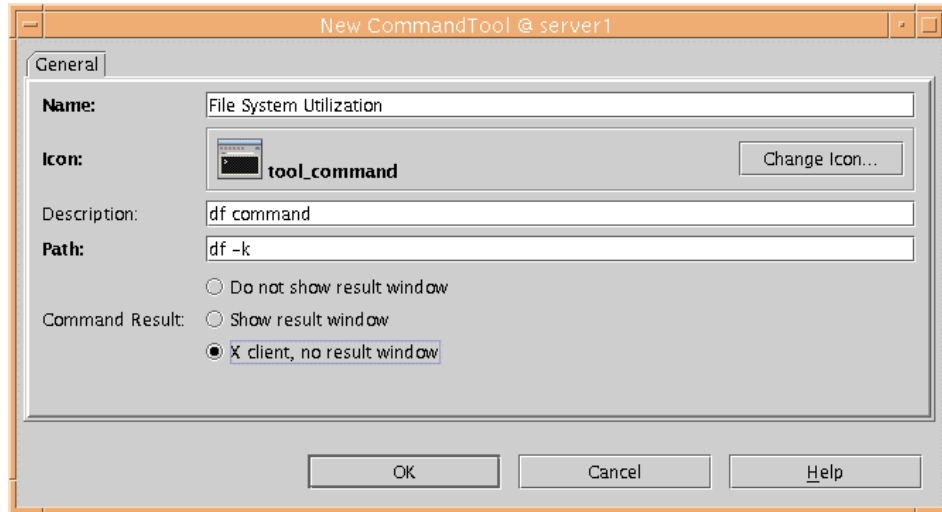 New CommandTool @ server1
General
Name: File System Utilization
Icon: tool_command Change Icon...
Description: df command
Path: df -k
Do not show result window
Command Result: Show result window
X client, no result window
OK Cancel Help